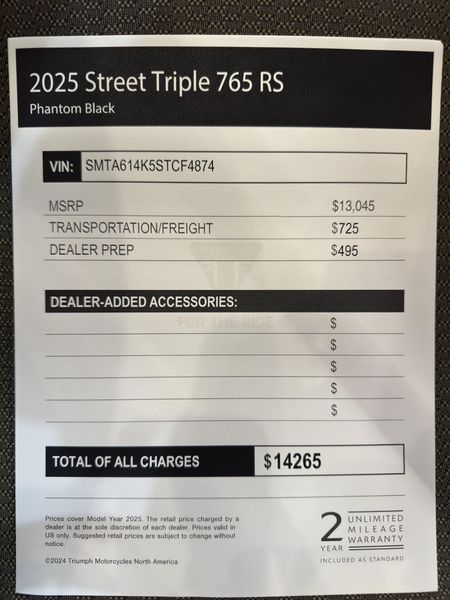 2025 Street Triple 765 RS
Phantom Black
VIN: SMTA614K5STCF4874
MSRP $13,045
TRANSPORTATION/FREIGHT $725
DEALER PREP $495
TRIUMPH
DEALER-ADDED ACCESSORIES:
FOR THE RIDE
$
$
$
$
$
TOTAL OF ALL CHARGES $14265
Prices cover Model Year 2025. The retail price charged by a
dealer is at the sole discretion of each dealer. Prices valid in
US only. Suggested retail prices are subject to change without
notice.
©2024 Triumph Motorcycles North America
2 YEAR
UNLIMITED
MILEAGE
WARRANTY
INCLUDED AS STANDARD